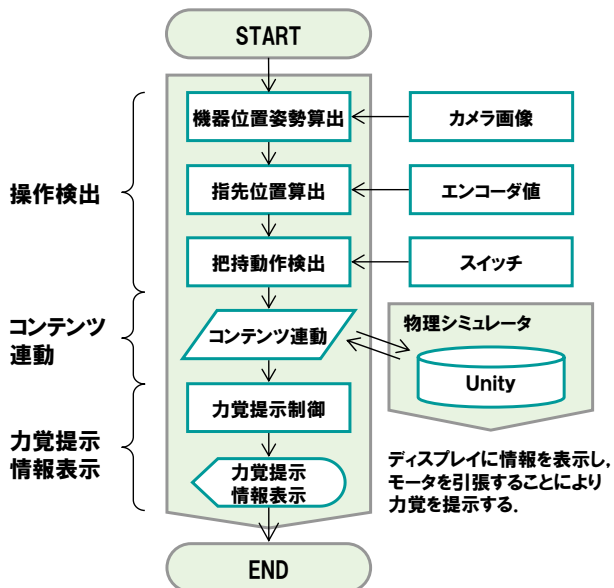 START
操作検出
機器位置姿勢算出
カメラ画像
指先位置算出
エンコーダ値
把持動作検出
スイッチ
コンテンツ
連動
コンテンツ連動
物理シミュレータ
Unity
力覚提示
情報表示
力覚提示制御
力覚提示
情報表示
ディスプレイに情報を表示し,
モータを引張することにより
力覚を提示する.
END